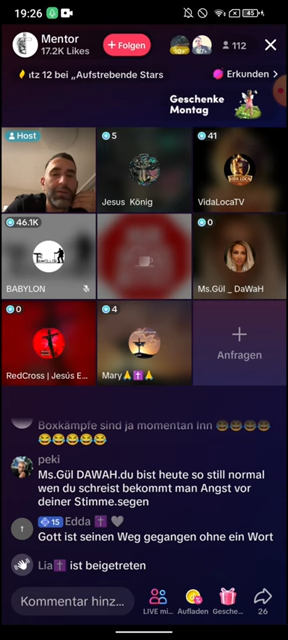 19:26
45
Mentor
17.2K Likes
+ Folgen
112
atz 12 bei „Aufstrebende Stars
Erkunden >
Geschenke
Montag
Host
5
41
Jesus König
VidaLocaTV
46.1K
0
BABYLON
Ms.Gül _ DaWaH
0
4
RedCross | Jesús E...
Mary🙏✝️🙏
+
Anfragen
Boxkämpfe sind ja momentan Inn 😂😂😂😂
😂😂😂😂😂
peki
Ms.Gül DAWAH.du bist heute so still normal
wen du schreist bekommt man Angst vor
deiner Stimme.segen
15 Edda ✝️🩶
Gott ist seinen Weg gegangen ohne ein Wort
Lia✝️ ist beigetreten
Kommentar hinz...
LIVE mi...
Aufladen
Gesche...
26